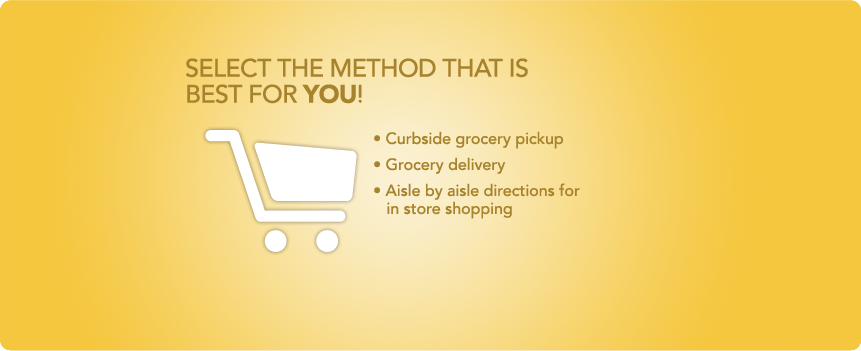 SELECT THE METHOD THAT IS
BEST FOR YOU!
• Curbside grocery pickup
• Grocery delivery
• Aisle by aisle directions for
in store shopping